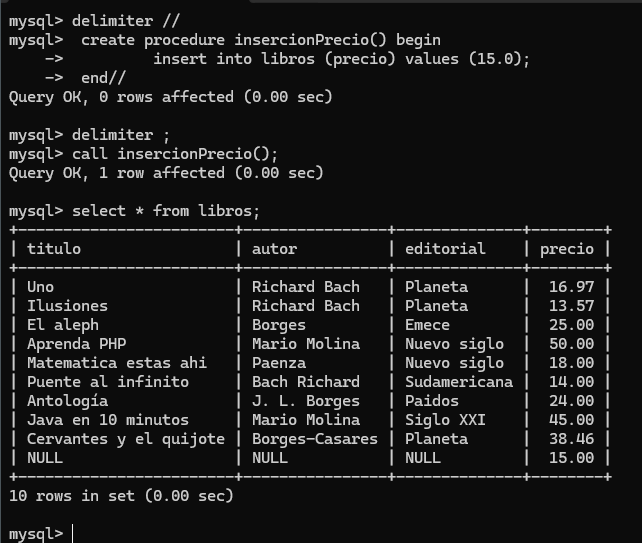 mysql> delimiter //
mysql>  create procedure insercionPrecio() begin
    ->          insert into libros (precio) values (15.0);
    ->  end//
Query OK, 0 rows affected (0.00 sec)

mysql> delimiter ;
mysql> call insercionPrecio();
Query OK, 1 row affected (0.00 sec)

mysql> select * from libros;
+------------------------+----------------+--------------+--------+
| titulo                 | autor          | editorial    | precio |
+------------------------+----------------+--------------+--------+
| Uno                    | Richard Bach   | Planeta      |  16.97 |
| Ilusiones              | Richard Bach   | Planeta      |  13.57 |
| El aleph               | Borges         | Emece        |  25.00 |
| Aprenda PHP            | Mario Molina   | Nuevo siglo  |  50.00 |
| Matematica estas ahi   | Paenza         | Nuevo siglo  |  18.00 |
| Puente al infinito     | Bach Richard   | Sudamericana |  14.00 |
| Antología              | J. L. Borges   | Paidos       |  24.00 |
| Java en 10 minutos     | Mario Molina   | Siglo XXI    |  45.00 |
| Cervantes y el quijote | Borges-Casares | Planeta      |  38.46 |
| NULL                   | NULL           | NULL         |  15.00 |
+------------------------+----------------+--------------+--------+
10 rows in set (0.00 sec)

mysql>